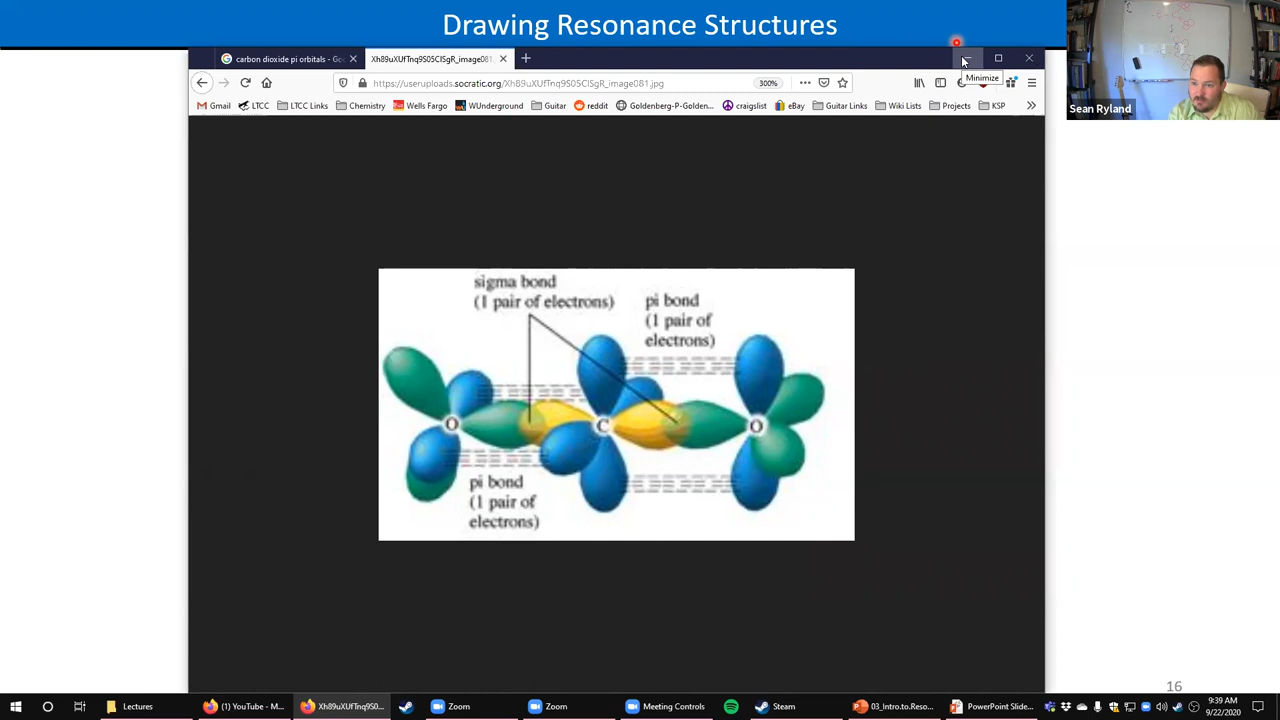 Drawing Resonance Structures
carbon dioxide pi orbitals - Goo
Xh89uXUfTnq9S05CISgR_image081.
Minimize
https://useruploads.socratic.org/Xh89uXUfTnq9S05CISgR_image081.jpg
300%
Sean Ryland
Gmail
LTCC
LTCC Links
Chemistry
Wells Fargo
WUnderground
Guitar
reddit
Goldenberg-P-Golden...
craigslist
eBay
Guitar Links
Wiki Lists
Projects
KSP
sigma bond
(1 pair of electrons)
pi bond
(1 pair of
electrons)
O
C
O
pi bond
(1 pair of
electrons)
16
Lectures
(1) YouTube - M...
Xh89uXUfTnq9S0...
Zoom
Zoom
Meeting Controls
Steam
03_Intro.to.Reso...
PowerPoint Slide...
9:39 AM
9/22/2020